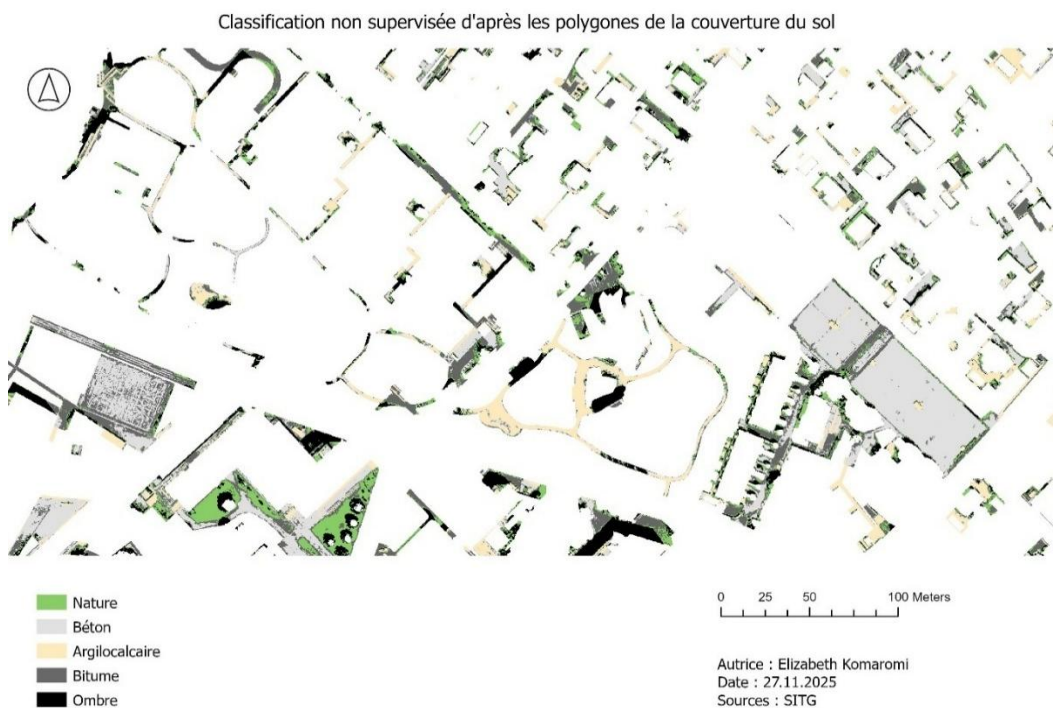 Classification non supervisée d'après les polygones de la couverture du sol
Nature
Béton
Argilocalcaire
Bitume
Ombre
0 25 50 100 Meters
Autrice : Elizabeth Komaromi
Date : 27.11.2025
Sources : SITG